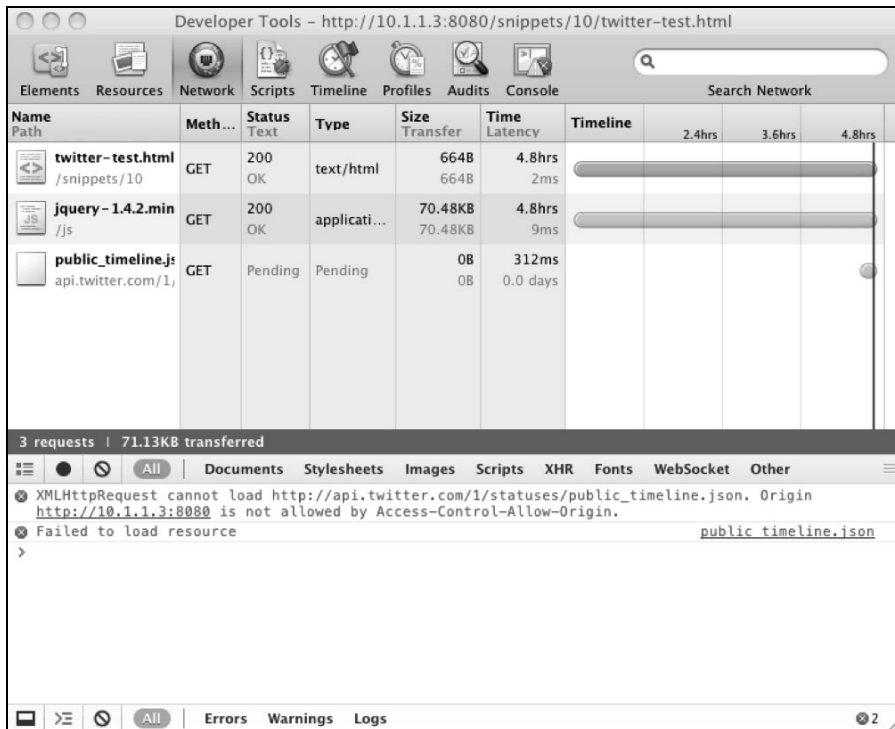 Developer Tools – http://10.1.1.3:8080/snippets/10/twitter-test.html
Elements Resources Network Scripts Timeline Profiles Audits Console Search Network
Name Meth... Status Type Size Time Timeline
Path Text Transfer Latency 2.4hrs 3.6hrs 4.8hrs
twitter-test.html GET 200 text/html 664B 4.8hrs
/snippets/10 OK 664B 2ms
JS jquery-1.4.2.min GET 200 applicati... 70.48KB 4.8hrs
/js OK 70.48KB 9ms
public_timeline.js GET Pending Pending 0B 312ms
api.twitter.com/1/ 0B 0.0 days
3 requests | 71.13KB transferred
All Documents Stylesheets Images Scripts XHR Fonts WebSocket Other
XMLHttpRequest cannot load http://api.twitter.com/1/statuses/public_timeline.json. Origin
http://10.1.1.3:8080 is not allowed by Access-Control-Allow-Origin.
Failed to load resource public_timeline.json
>
All Errors Warnings Logs 2